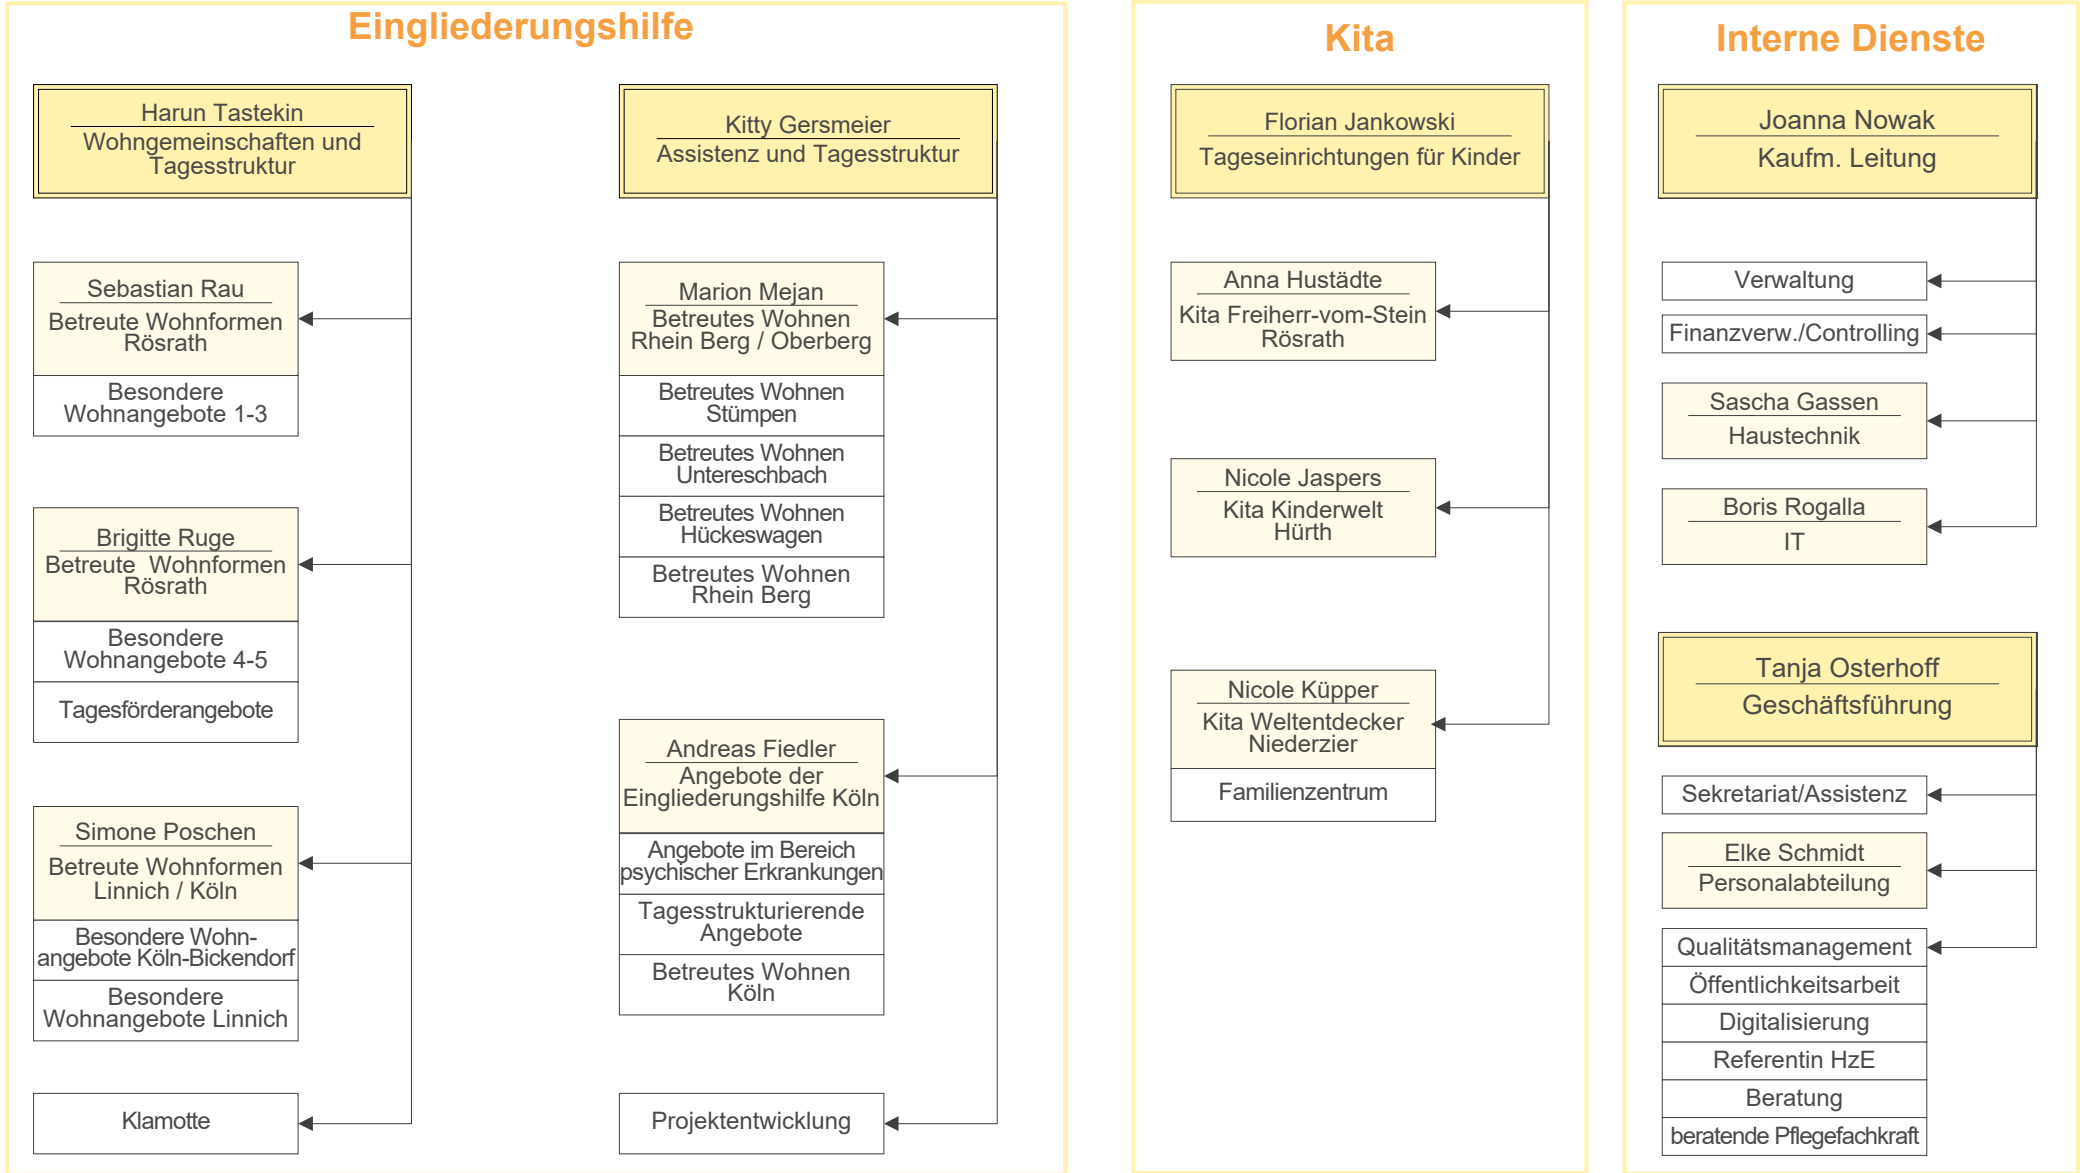 Eingliederungshilfe
Harun Tastekin
Wohngemeinschaften und
Tagesstruktur
Sebastian Rau
Betreute Wohnformen
Rösrath
Besondere
Wohnangebote 1-3
Brigitte Ruge
Betreute Wohnformen
Rösrath
Besondere
Wohnangebote 4-5
Tagesförderangebote
Simone Poschen
Betreute Wohnformen
Linnich / Köln
Besondere Wohn-
angebote Köln-Bickendorf
Besondere
Wohnangebote Linnich
Klamotte
Kitty Gersmeier
Assistenz und Tagesstruktur
Marion Mejan
Betreutes Wohnen
Rhein Berg / Oberberg
Betreutes Wohnen
Stümpen
Betreutes Wohnen
Untereschbach
Betreutes Wohnen
Hückeswagen
Betreutes Wohnen
Rhein Berg
Andreas Fiedler
Angebote der
Eingliederungshilfe Köln
Angebote im Bereich
psychischer Erkrankungen
Tagesstrukturierende
Angebote
Betreutes Wohnen
Köln
Projektentwicklung
Kita
Florian Jankowski
Tageseinrichtungen für Kinder
Anna Hustädte
Kita Freiherr-vom-Stein
Rösrath
Nicole Jaspers
Kita Kinderwelt
Hürth
Nicole Küpper
Kita Weltentdecker
Niederzier
Familienzentrum
Interne Dienste
Joanna Nowak
Kaufm. Leitung
Verwaltung
Finanzverw./Controlling
Sascha Gassen
Haustechnik
Boris Rogalla
IT
Tanja Osterhoff
Geschäftsführung
Sekretariat/Assistenz
Elke Schmidt
Personalabteilung
Qualitätsmanagement
Öffentlichkeitsarbeit
Digitalisierung
Referentin HzE
Beratung
beratende Pflegefachkraft